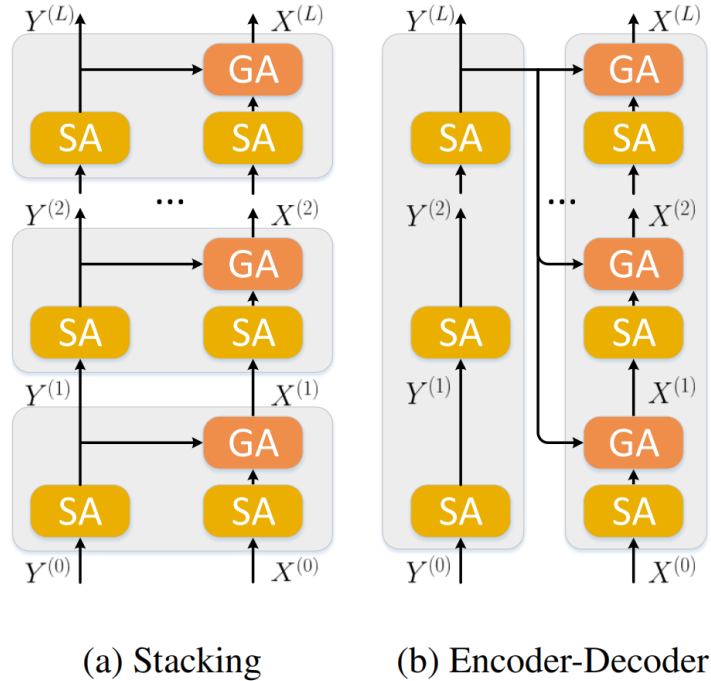 Y^(L) X^(L) Y^(L) X^(L)
GA GA
SA SA SA SA
... ...
Y^(2) X^(2) Y^(2) X^(2)
GA GA
SA SA SA SA
Y^(1) X^(1) Y^(1) X^(1)
GA GA
SA SA SA SA
Y^(0) X^(0) Y^(0) X^(0)
(a) Stacking (b) Encoder-Decoder